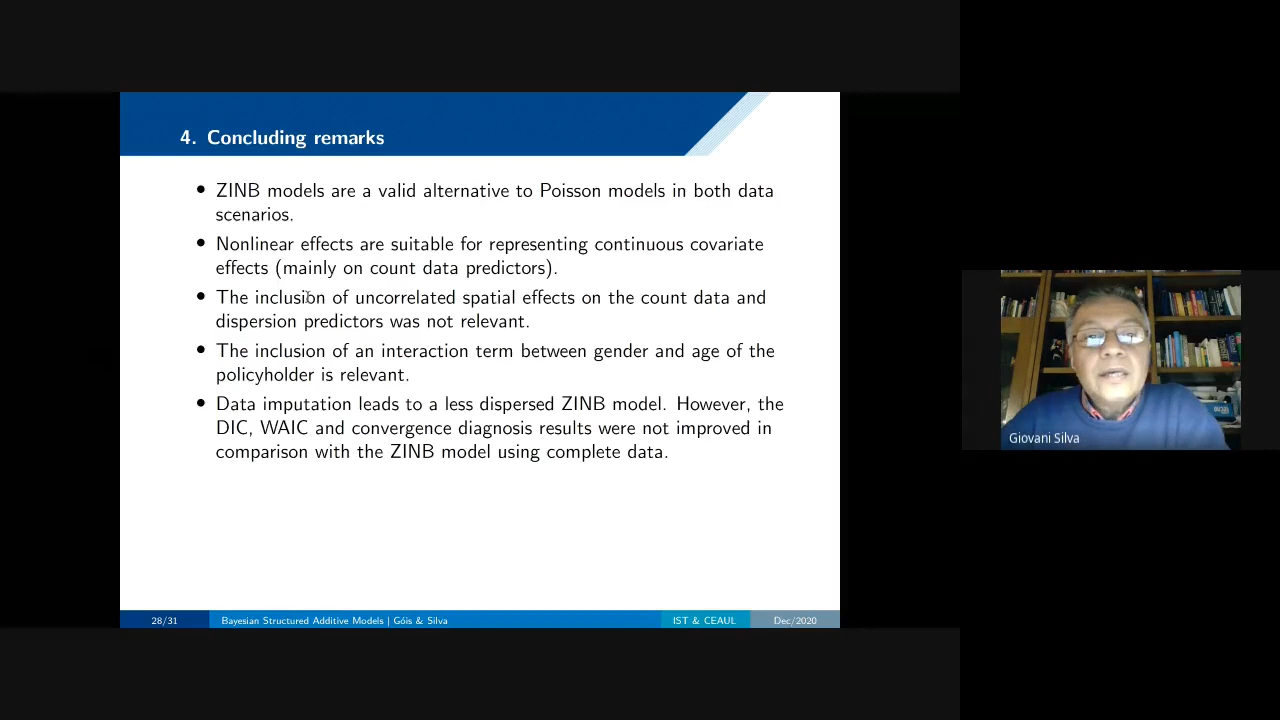 4. Concluding remarks
• ZINB models are a valid alternative to Poisson models in both data
scenarios.
• Nonlinear effects are suitable for representing continuous covariate
effects (mainly on count data predictors).
• The inclusion of uncorrelated spatial effects on the count data and
dispersion predictors was not relevant.
• The inclusion of an interaction term between gender and age of the
policyholder is relevant.
• Data imputation leads to a less dispersed ZINB model. However, the
DIC, WAIC and convergence diagnosis results were not improved in
comparison with the ZINB model using complete data.
28/31 Bayesian Structured Additive Models | Góis & Silva IST & CEAUL Dec/2020
Giovani Silva